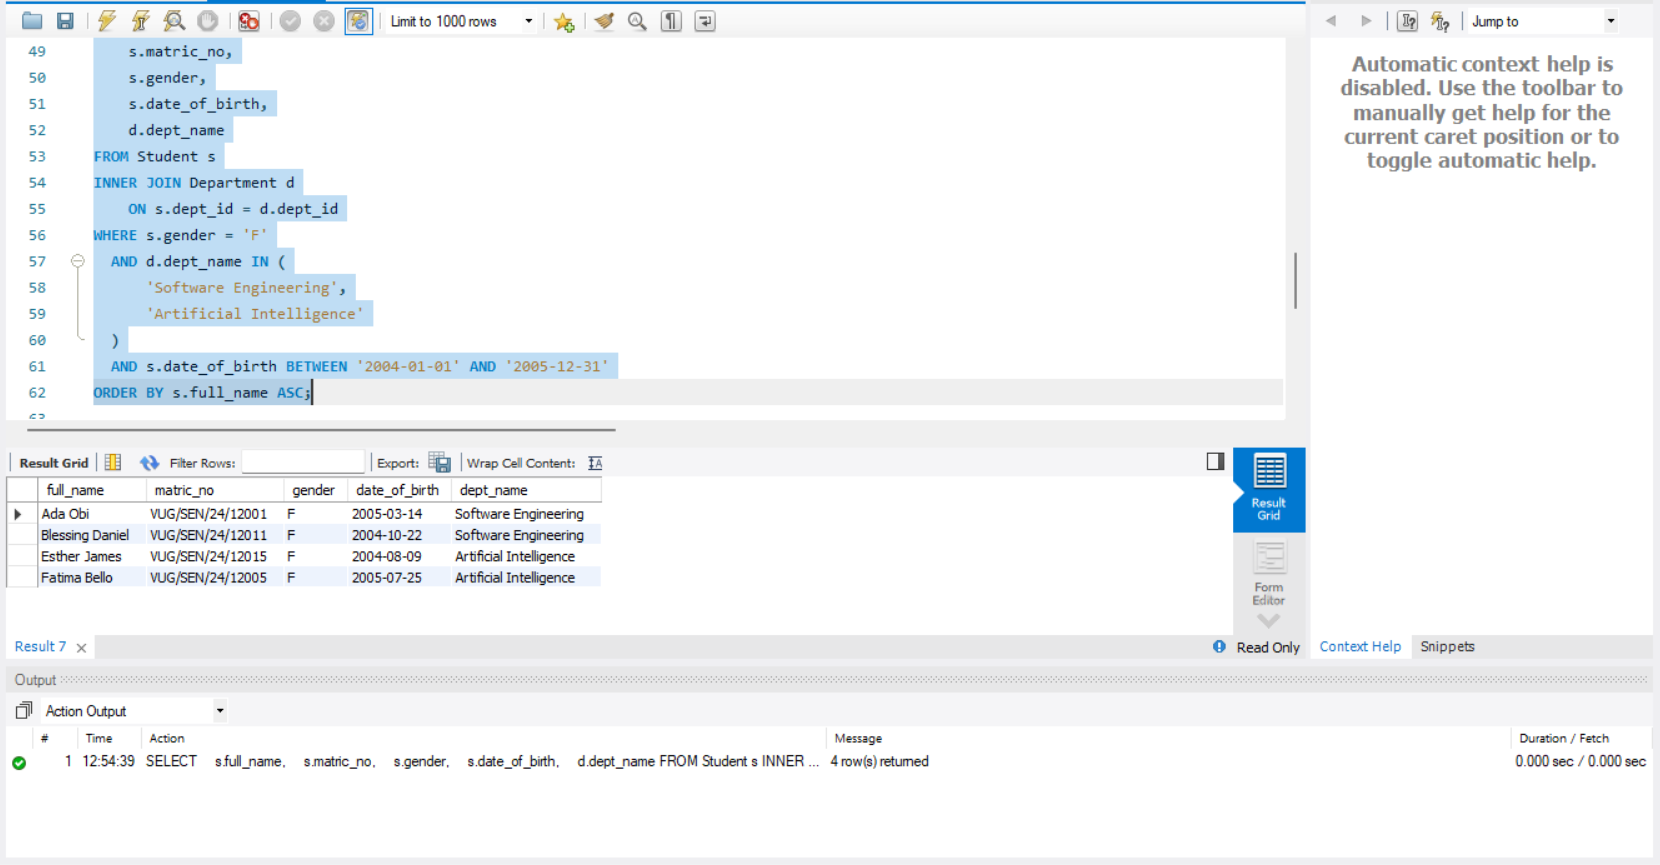 Limit to 1000 rows
Jump to
49 s.matric_no,
50 s.gender,
51 s.date_of_birth,
52 d.dept_name
53 FROM Student s
54 INNER JOIN Department d
55 ON s.dept_id = d.dept_id
56 WHERE s.gender = 'F'
57 AND d.dept_name IN (
58 'Software Engineering',
59 'Artificial Intelligence'
60 )
61 AND s.date_of_birth BETWEEN '2004-01-01' AND '2005-12-31'
62 ORDER BY s.full_name ASC;
63
Automatic context help is
disabled. Use the toolbar to
manually get help for the
current caret position or to
toggle automatic help.
Result Grid Filter Rows: Export: Wrap Cell Content:
full_name matric_no gender date_of_birth dept_name
Ada Obi VUG/SEN/24/12001 F 2005-03-14 Software Engineering
Blessing Daniel VUG/SEN/24/12011 F 2004-10-22 Software Engineering
Esther James VUG/SEN/24/12015 F 2004-08-09 Artificial Intelligence
Fatima Bello VUG/SEN/24/12005 F 2005-07-25 Artificial Intelligence
Result
Grid
Form
Editor
Result 7
Read Only
Context Help Snippets
Output
Action Output
# Time Action Message Duration / Fetch
1 12:54:39 SELECT s.full_name, s.matric_no, s.gender, s.date_of_birth, d.dept_name FROM Student s INNER ... 4 row(s) returned 0.000 sec / 0.000 sec